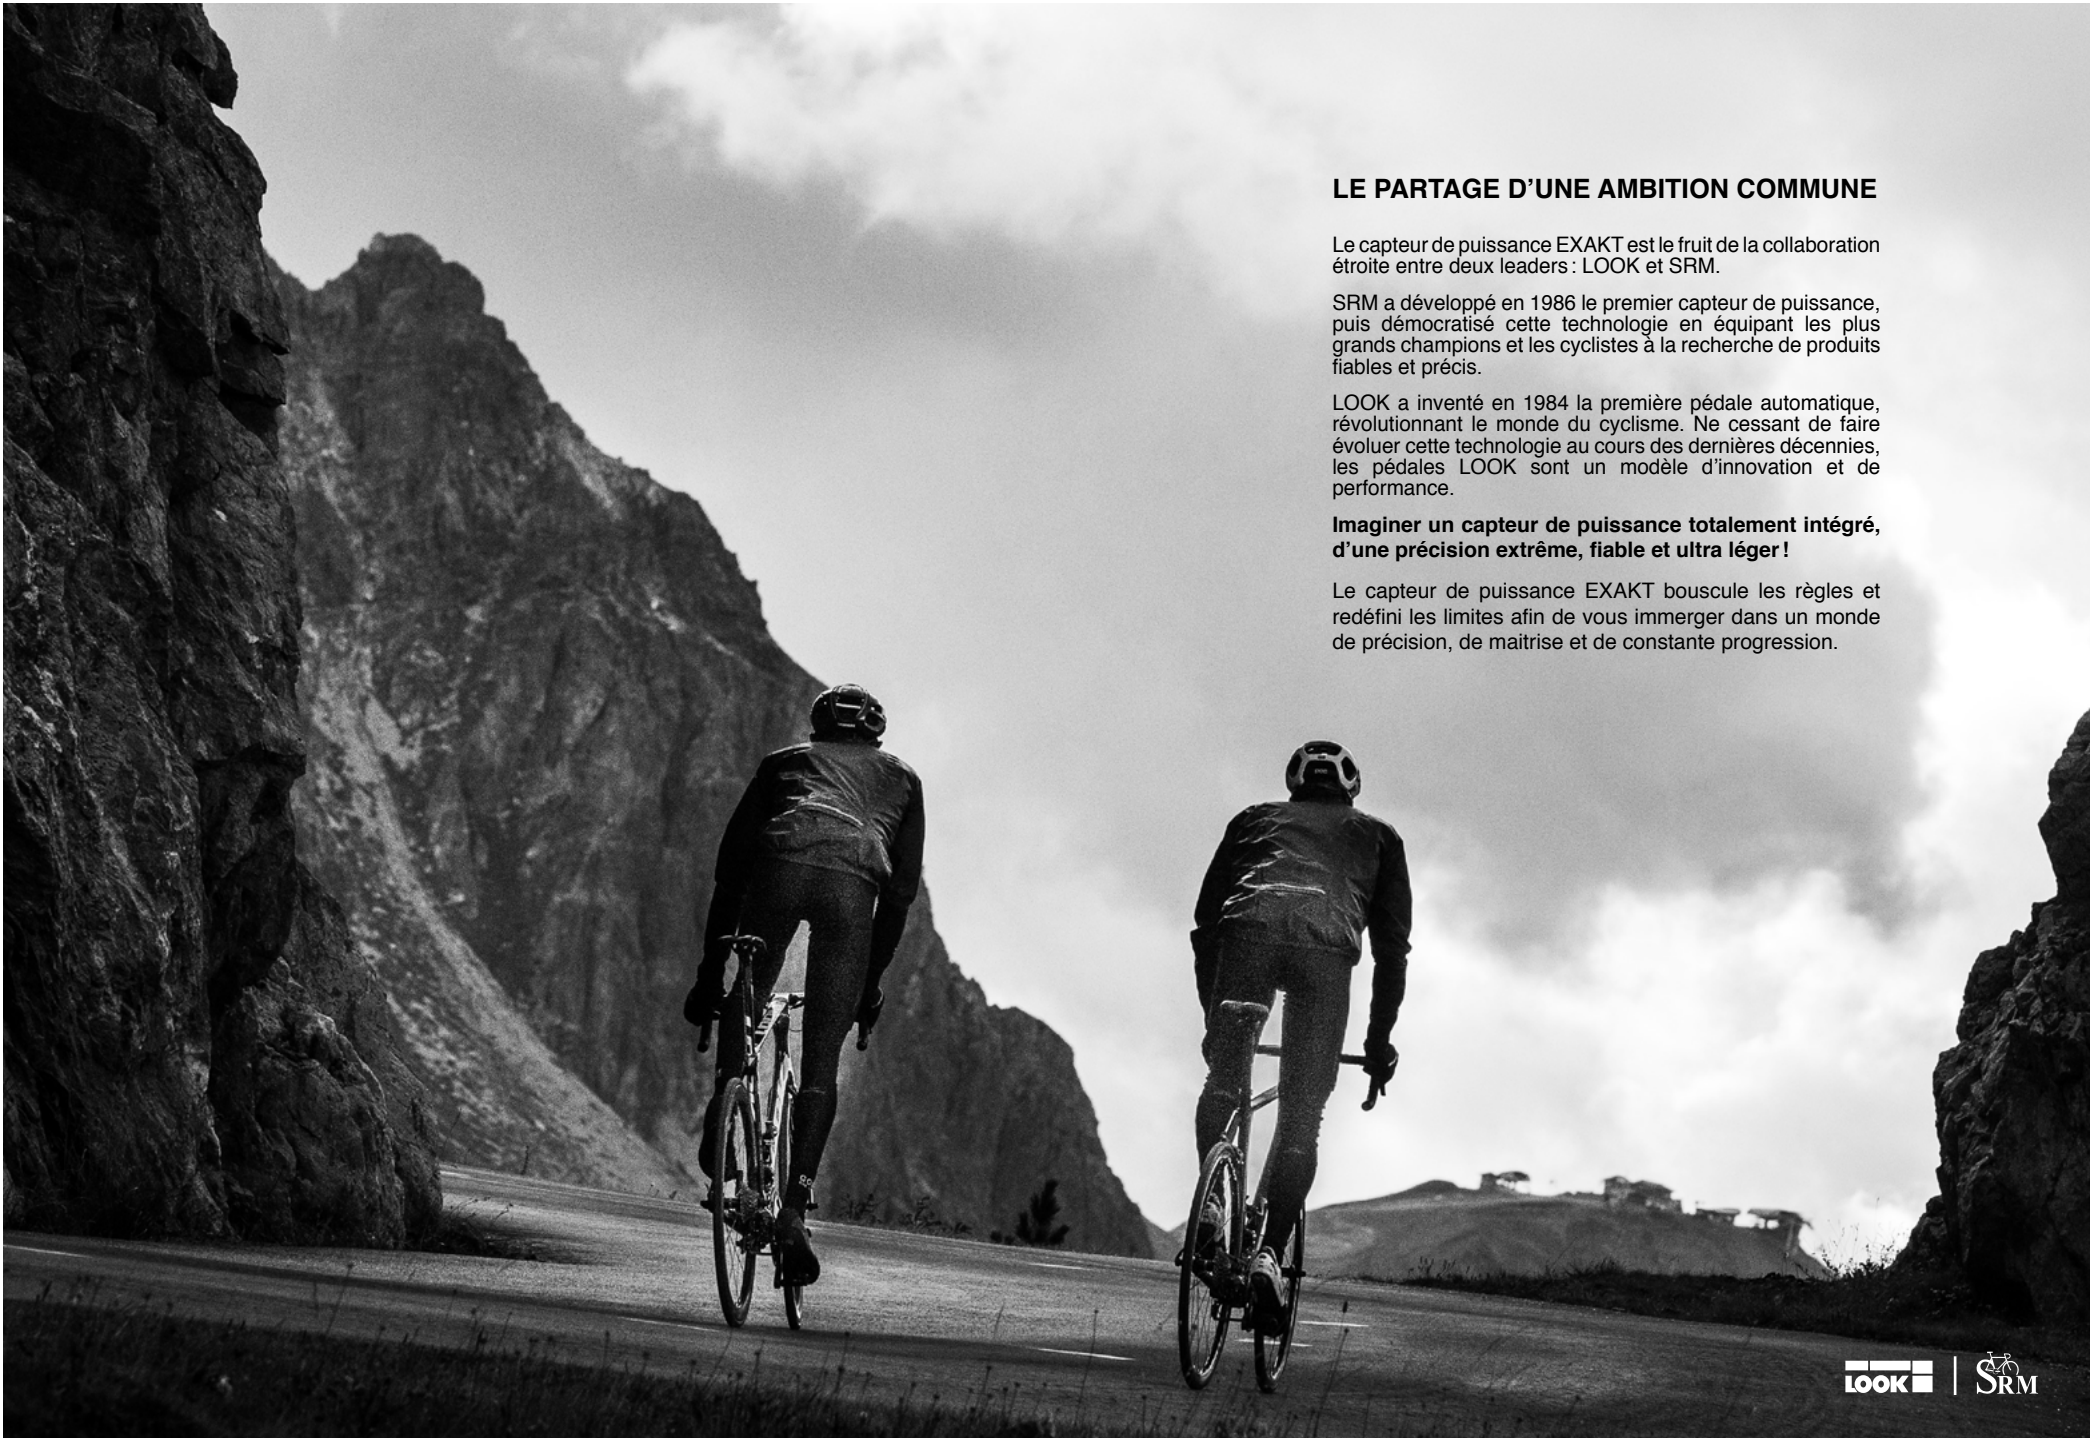 LE PARTAGE D’UNE AMBITION COMMUNE
Le capteur de puissance EXAKT est le fruit de la collaboration
étroite entre deux leaders : LOOK et SRM.
SRM a développé en 1986 le premier capteur de puissance,
puis démocratisé cette technologie en équipant les plus
grands champions et les cyclistes à la recherche de produits
fiables et précis.
LOOK a inventé en 1984 la première pédale automatique,
révolutionnant le monde du cyclisme. Ne cessant de faire
évoluer cette technologie au cours des dernières décennies,
les pédales LOOK sont un modèle d’innovation et de
performance.
Imaginer un capteur de puissance totalement intégré,
d’une précision extrême, fiable et ultra léger !
Le capteur de puissance EXAKT bouscule les règles et
redéfini les limites afin de vous immerger dans un monde
de précision, de maitrise et de constante progression.
LOOK | SRM